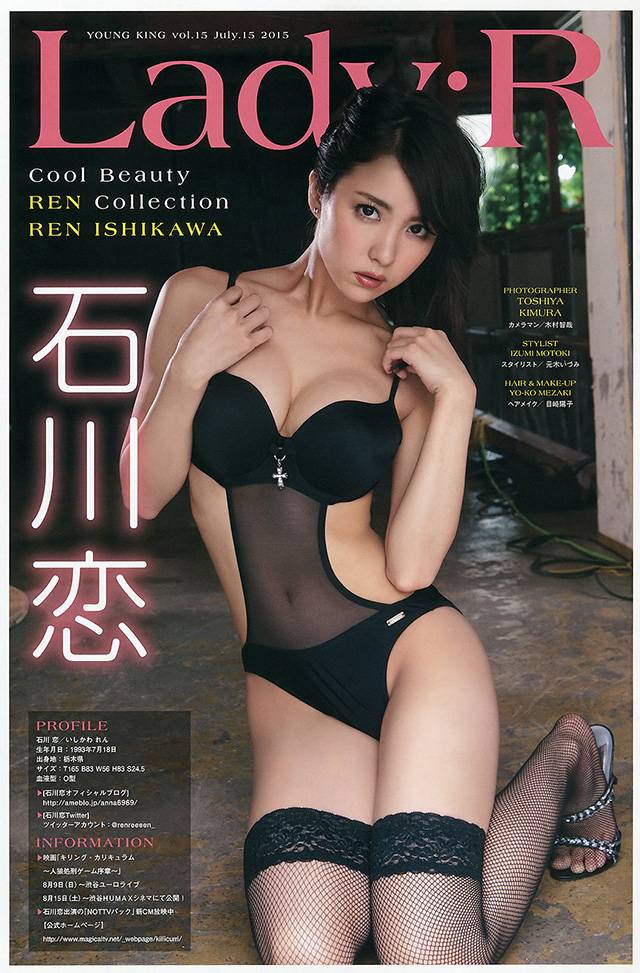 YOUNG KING vol.15 July.15 2015
Lady·R
Cool Beauty
REN Collection
REN ISHIKAWA
石川恋
PHOTOGRAPHER
TOSHIYA
KIMURA
カメラマン／木村智哉
STYLIST
IZUMI MOTOKI
スタイリスト／元木いづみ
HAIR & MAKE-UP
YO-KO MEZAKI
ヘアメイク／目崎陽子
PROFILE
石川 恋／いしかわ れん
生年月日：1993年7月18日
出身地：栃木県
サイズ：T165 B83 W56 H83 S24.5
血液型：O型
▶[石川恋オフィシャルブログ]
http://ameblo.jp/anna6969/
▶[石川恋Twitter]
ツイッターアカウント：@renreeeen_
INFORMATION
▶映画「キリング・カリキュラム
～人狼処刑ゲーム序章～」
8月9日(日)～渋谷ユーロライブ
8月15日(土)～渋谷HUMAXシネマにて公開！
▶石川恋出演の「NOTTVパック」新CM放映中
【公式ホームページ】
http://www.magicaltv.net/_webpage/killicum/